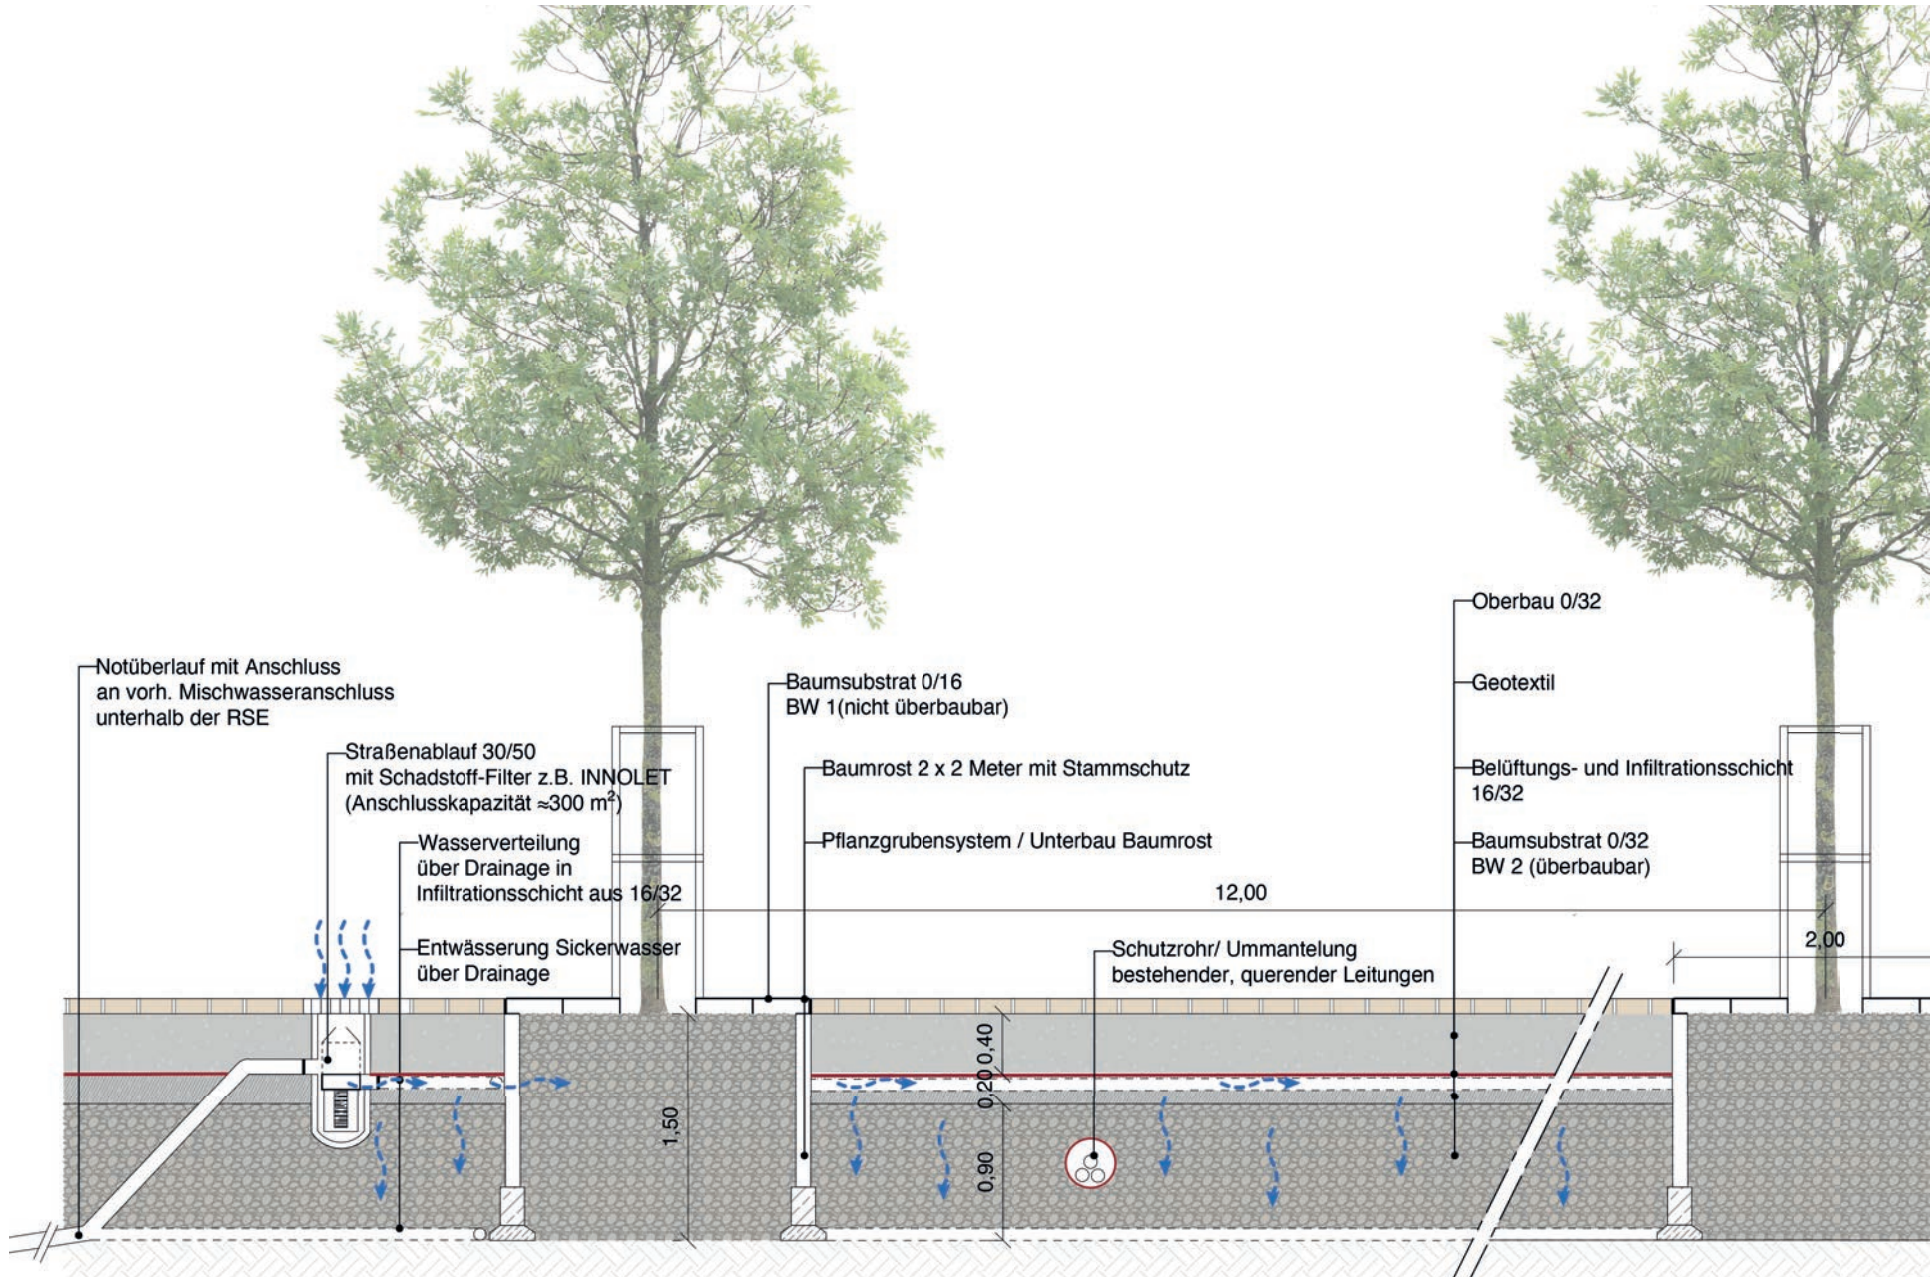 Notüberlauf mit Anschluss
an vorh. Mischwasseranschluss
unterhalb der RSE
Straßenablauf 30/50
mit Schadstoff-Filter z.B. INNOLET
(Anschlusskapazität ≈300 m²)
Wasserverteilung
über Drainage in
Infiltrationsschicht aus 16/32
Entwässerung Sickerwasser
über Drainage
Baumsubstrat 0/16
BW 1(nicht überbaubar)
Baumrost 2 x 2 Meter mit Stammschutz
Pflanzgrubensystem / Unterbau Baumrost
Schutzrohr/ Ummantelung
bestehender, querender Leitungen
Oberbau 0/32
Geotextil
Belüftungs- und Infiltrationsschicht
16/32
Baumsubstrat 0/32
BW 2 (überbaubar)
12,00
2,00
1,50
0,40
0,20
0,90